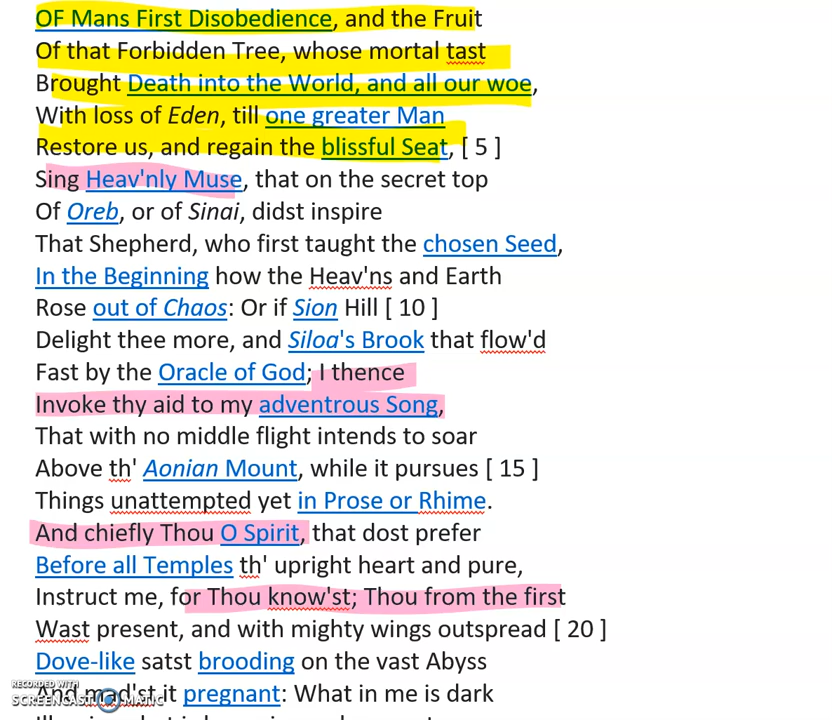 OF Mans First Disobedience, and the Fruit
Of that Forbidden Tree, whose mortal tast
Brought Death into the World, and all our woe,
With loss of Eden, till one greater Man
Restore us, and regain the blissful Seat, [ 5 ]
Sing Heav'nly Muse, that on the secret top
Of Oreb, or of Sinai, didst inspire
That Shepherd, who first taught the chosen Seed,
In the Beginning how the Heav'ns and Earth
Rose out of Chaos: Or if Sion Hill [ 10 ]
Delight thee more, and Siloa's Brook that flow'd
Fast by the Oracle of God; I thence
Invoke thy aid to my adventrous Song,
That with no middle flight intends to soar
Above th' Aonian Mount, while it pursues [ 15 ]
Things unattempted yet in Prose or Rhime.
And chiefly Thou O Spirit, that dost prefer
Before all Temples th' upright heart and pure,
Instruct me, for Thou know'st; Thou from the first
Wast present, and with mighty wings outspread [ 20 ]
Dove-like satst brooding on the vast Abyss
RECORDED WITH
And mad'st it pregnant: What in me is dark
SCREENCAST MATIC